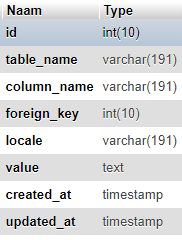 Naam Type
id int(10)
table_name varchar(191)
column_name varchar(191)
foreign_key int(10)
locale varchar(191)
value text
created_at timestamp
updated_at timestamp